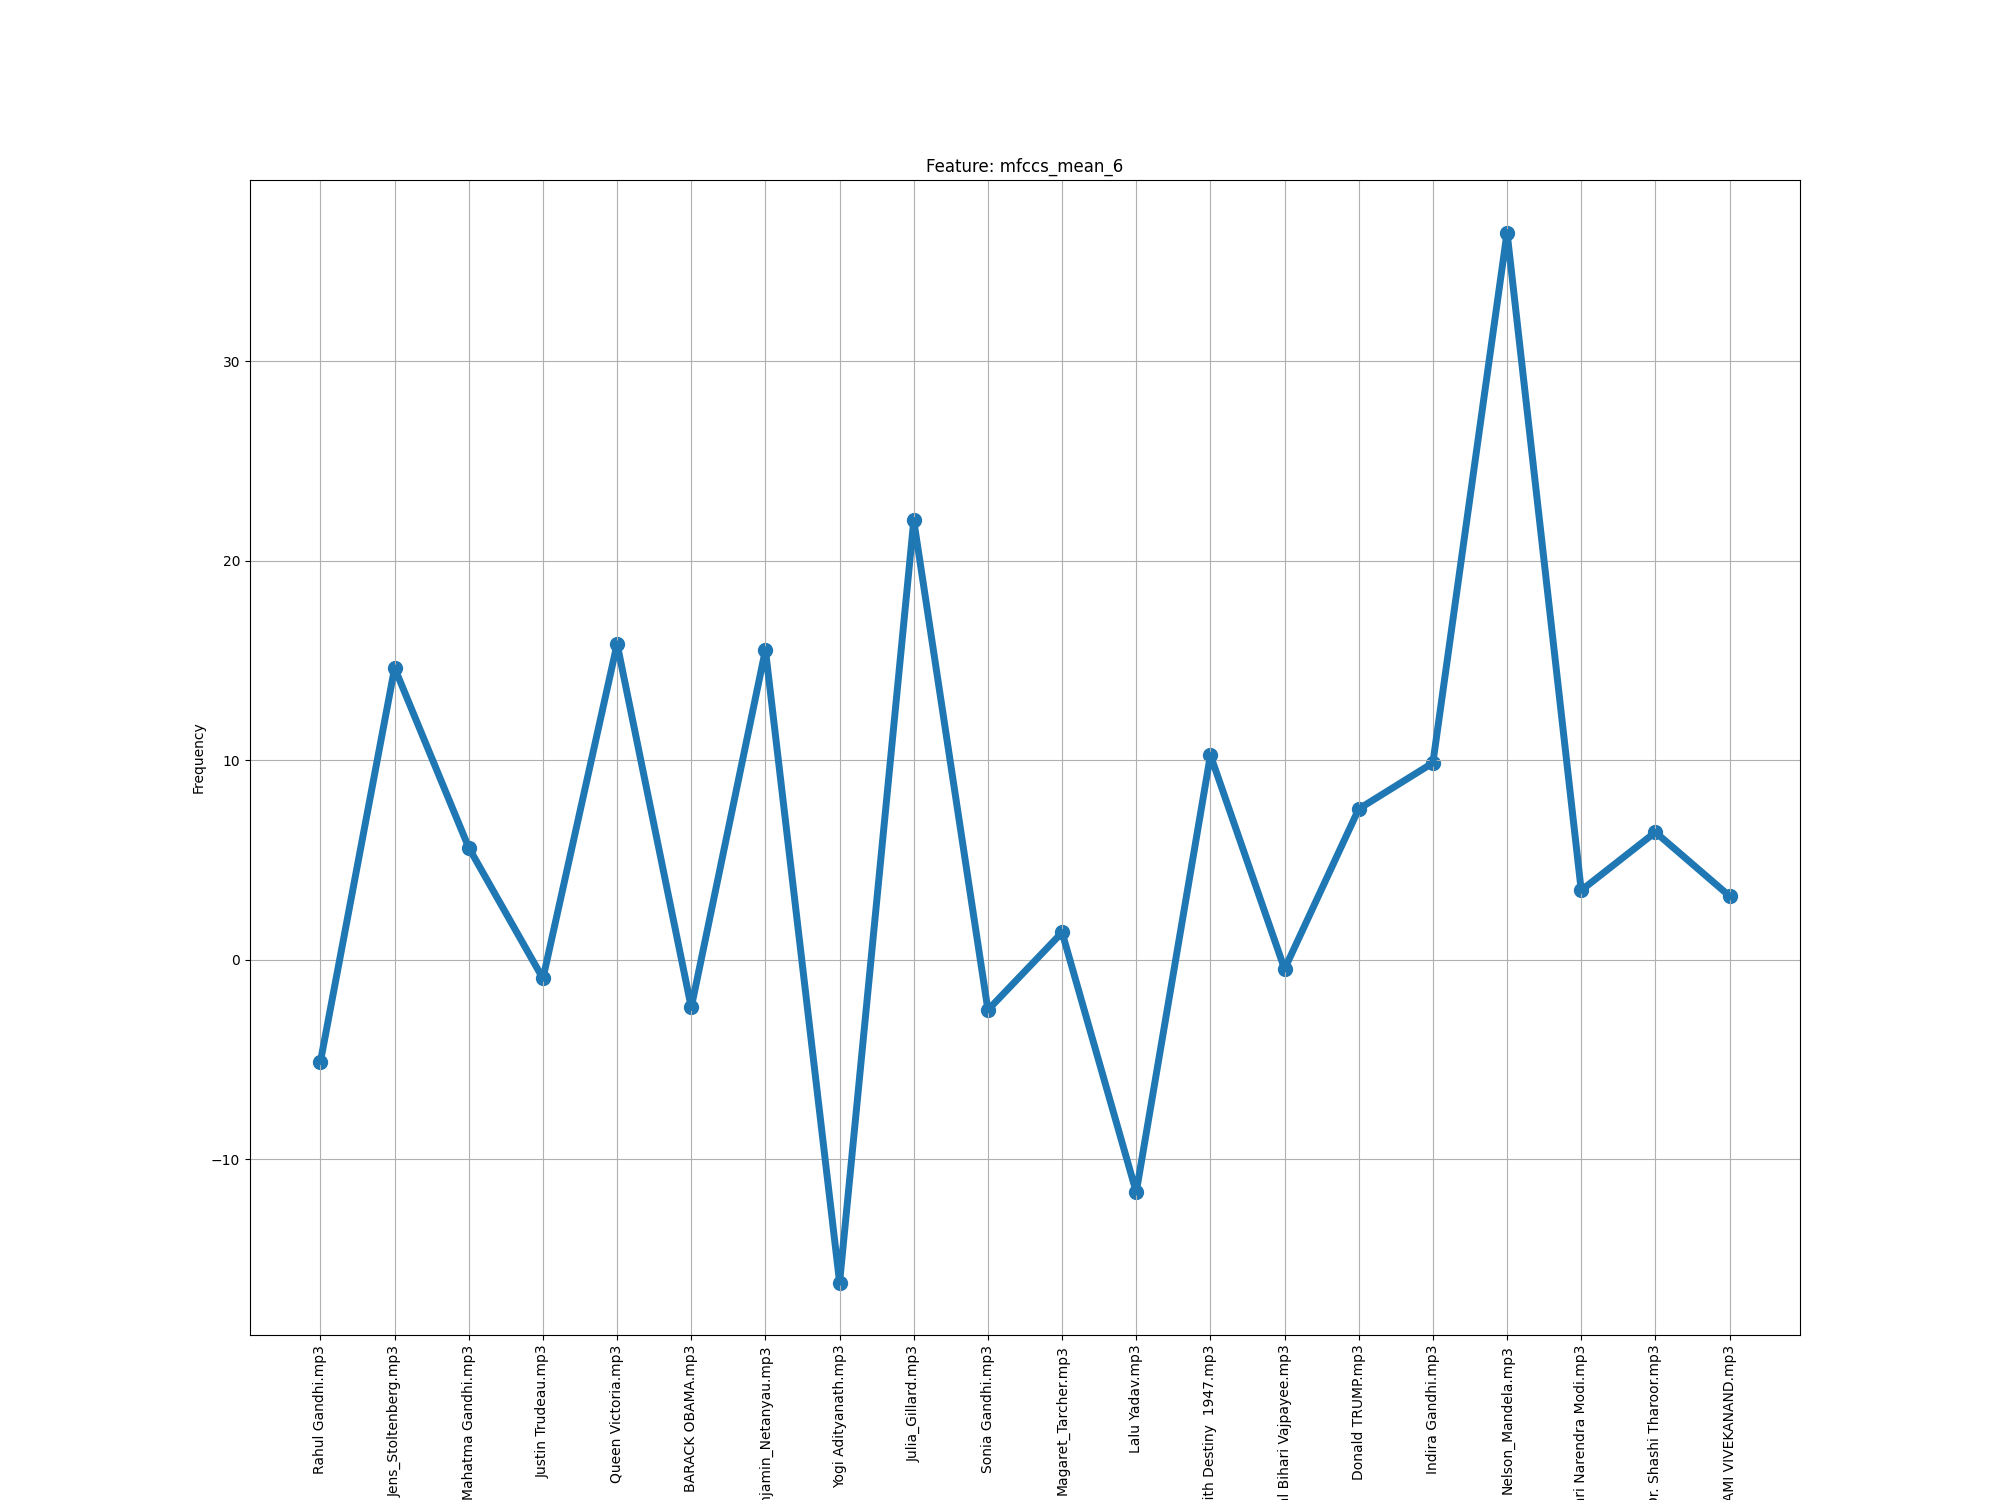 Feature: mfccs_mean_6
Frequency
30
20
10
0
−10
Rahul Gandhi.mp3
Jens_Stoltenberg.mp3
Mahatma Gandhi.mp3
Justin Trudeau.mp3
Queen Victoria.mp3
BARACK OBAMA.mp3
njamin_Netanyau.mp3
Yogi Adityanath.mp3
Julia_Gillard.mp3
Sonia Gandhi.mp3
Magaret_Tarcher.mp3
Lalu Yadav.mp3
ith Destiny  1947.mp3
al Bihari Vajpayee.mp3
Donald TRUMP.mp3
Indira Gandhi.mp3
Nelson_Mandela.mp3
ri Narendra Modi.mp3
r. Shashi Tharoor.mp3
AMI VIVEKANAND.mp3